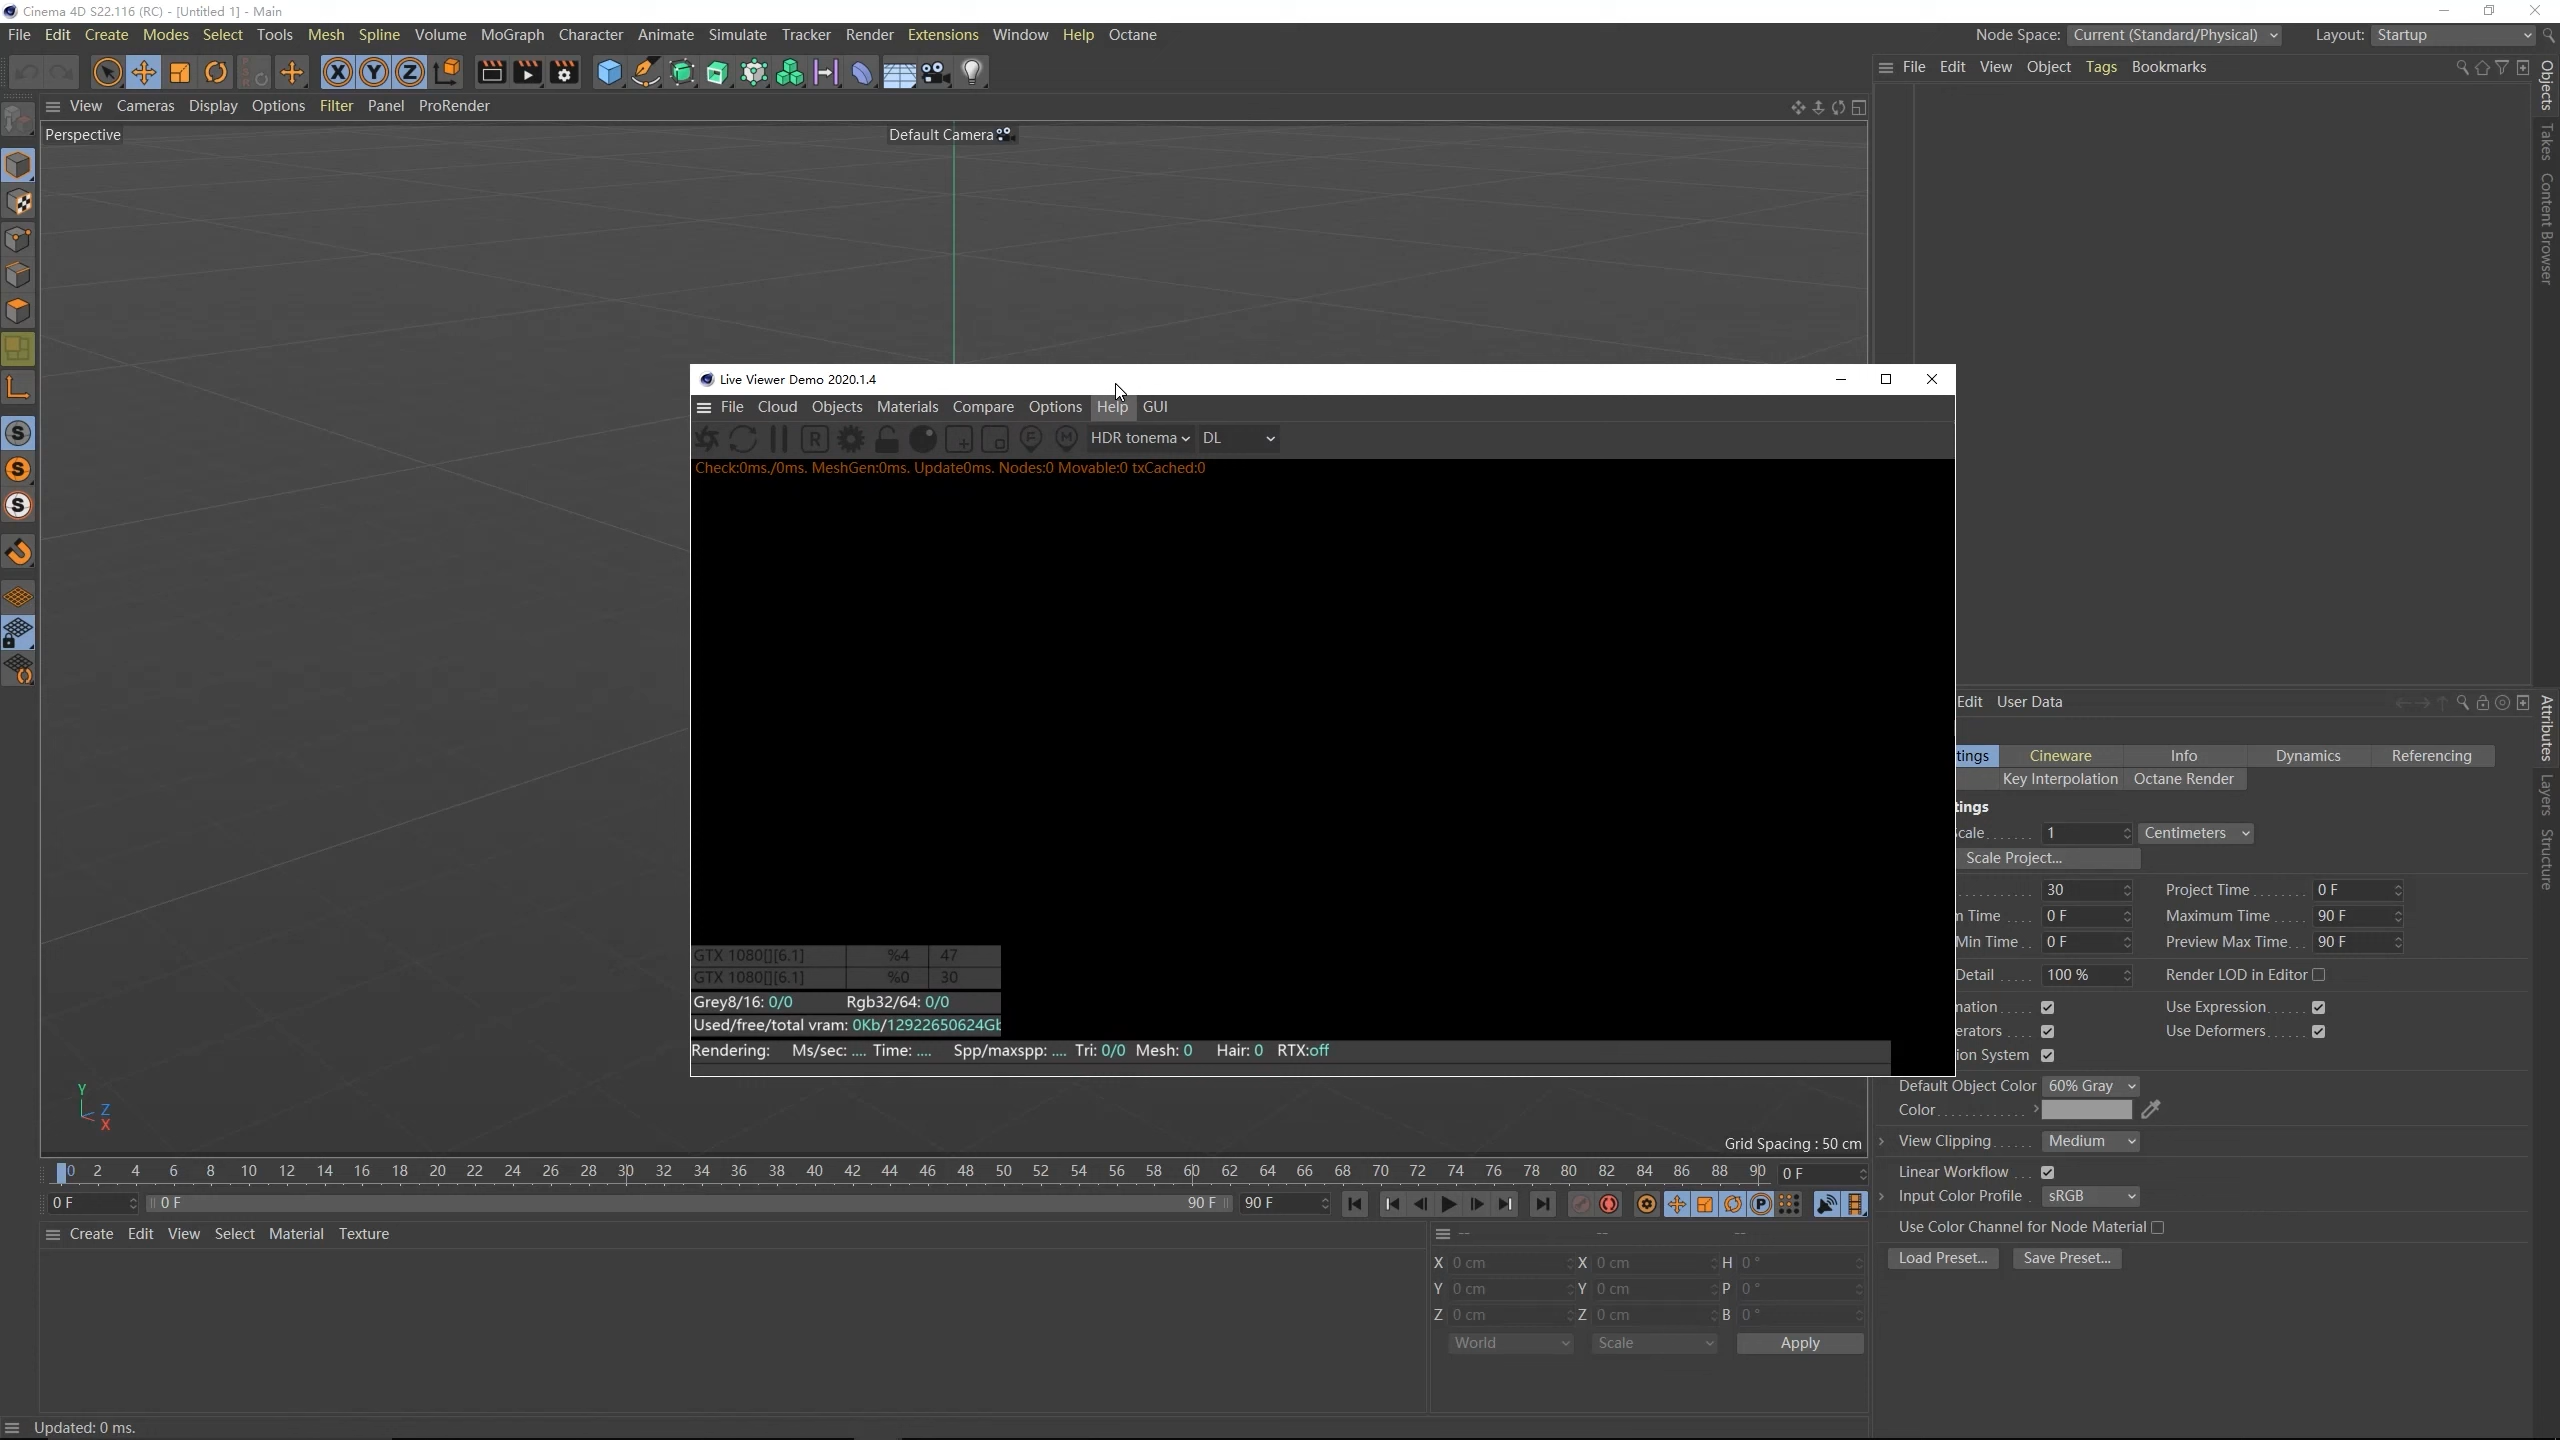 Cinema 4D S22.116 (RC) - [Untitled 1] - Main
File Edit Create Modes Select Tools Mesh Spline Volume MoGraph Character Animate Simulate Tracker Render Extensions Window Help Octane
Node Space: Current (Standard/Physical) Layout: Startup
File Edit View Object Tags Bookmarks
View Cameras Display Options Filter Panel ProRender
Perspective
Default Camera
Objects
Takes
Content Browser
Live Viewer Demo 2020.1.4
File Cloud Objects Materials Compare Options Help GUI
HDR tonema DL
Check:0ms./0ms. MeshGen:0ms. Update0ms. Nodes:0 Movable:0 txCached:0
GTX 1080[][6.1] %4 47
GTX 1080[][6.1] %0 30
Grey8/16: 0/0 Rgb32/64: 0/0
Used/free/total vram: 0Kb/12922650624Gb
Rendering: Ms/sec: .... Time: .... Spp/maxspp: .... Tri: 0/0 Mesh: 0 Hair: 0 RTX:off
Edit User Data
Attributes
Layers
Structure
tings Cineware Info Dynamics Referencing
Key Interpolation Octane Render
tings
cale....... 1 Centimeters
Scale Project...
30 Project Time........ 0 F
n Time .... 0 F Maximum Time ..... 90 F
Min Time.. 0 F Preview Max Time... 90 F
Detail ..... 100 % Render LOD in Editor
nation Use Expression
erators Use Deformers
ion System
Default Object Color 60% Gray
Color
View Clipping Medium
Linear Workflow
Input Color Profile sRGB
Use Color Channel for Node Material
Load Preset... Save Preset...
Y
Z
X
Grid Spacing : 50 cm
0 2 4 6 8 10 12 14 16 18 20 22 24 26 28 30 32 34 36 38 40 42 44 46 48 50 52 54 56 58 60 62 64 66 68 70 72 74 76 78 80 82 84 86 88 90 0 F
0 F 0 F 90 F 90 F
Create Edit View Select Material Texture
-- -- --
X 0 cm X 0 cm H 0 °
Y 0 cm Y 0 cm P 0 °
Z 0 cm Z 0 cm B 0 °
World Scale Apply
Updated: 0 ms.